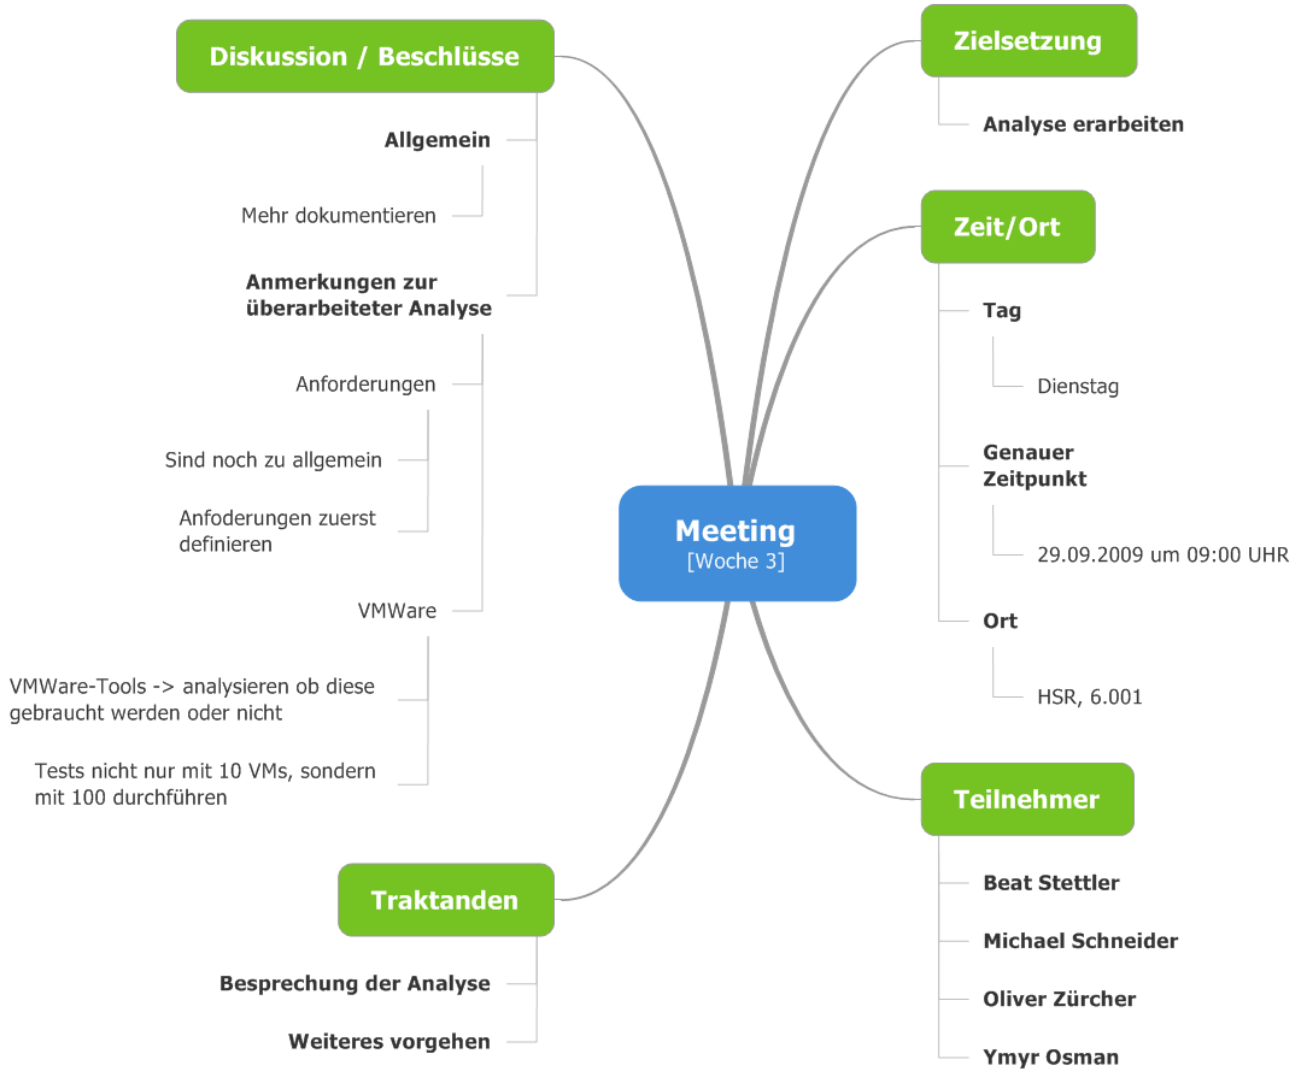 Meeting
[Woche 3]
Zielsetzung
Analyse erarbeiten
Zeit/Ort
Tag
Dienstag
Genauer
Zeitpunkt
29.09.2009 um 09:00 UHR
Ort
HSR, 6.001
Teilnehmer
Beat Stettler
Michael Schneider
Oliver Zürcher
Ymyr Osman
Traktanden
Besprechung der Analyse
Weiteres vorgehen
Diskussion / Beschlüsse
Allgemein
Mehr dokumentieren
Anmerkungen zur
überarbeiteter Analyse
Anforderungen
Sind noch zu allgemein
Anfoderungen zuerst
definieren
VMWare
VMWare-Tools -> analysieren ob diese
gebraucht werden oder nicht
Tests nicht nur mit 10 VMs, sondern
mit 100 durchführen